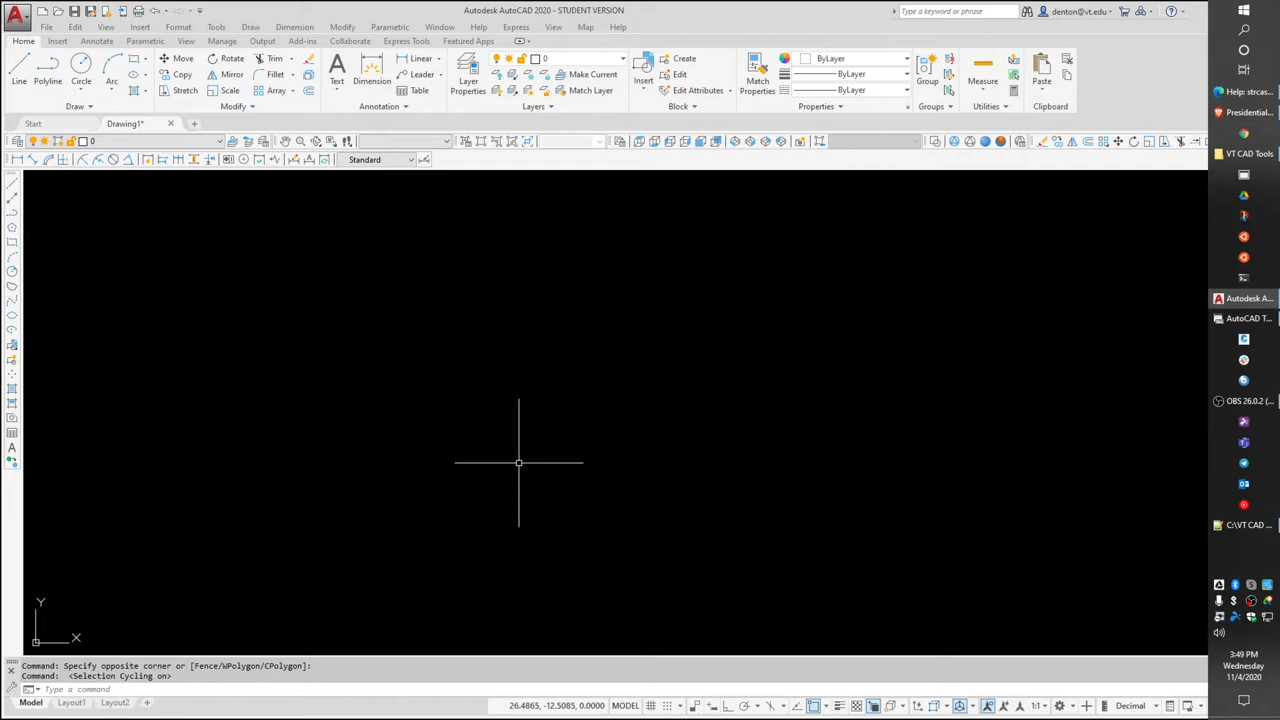 Autodesk AutoCAD 2020 - STUDENT VERSION
Type a keyword or phrase
denton@vt.edu
File Edit View Insert Format Tools Draw Dimension Modify Parametric Window Help Express View Image Map Help
Home Insert Annotate Parametric View Manage Output Add-ins Collaborate Express Tools Featured Apps
Line Polyline Circle Arc
Move Rotate Trim
Copy Mirror Fillet
Stretch Scale Array
Text Dimension
Linear
Leader
Table
Layer Properties
0
Make Current
Match Layer
Insert
Create
Edit
Edit Attributes
Match Properties
ByLayer
ByLayer
ByLayer
Group
Measure
Paste
Draw Modify Annotation Layers Block Properties Groups Utilities Clipboard
Start Drawing1*
0
Standard
Y
X
Command: Specify opposite corner or [Fence/WPolygon/CPolygon]:
Command: <Selection Cycling on>
Type a command
Model Layout1 Layout2
26.4865, -12.5085, 0.0000 MODEL
1:1
Decimal
Help: strcas...
Presidential...
VT CAD Tools
Autodesk A...
AutoCAD T...
OBS 26.0.2 (...
C:\VT CAD ...
3:49 PM
Wednesday
11/4/2020